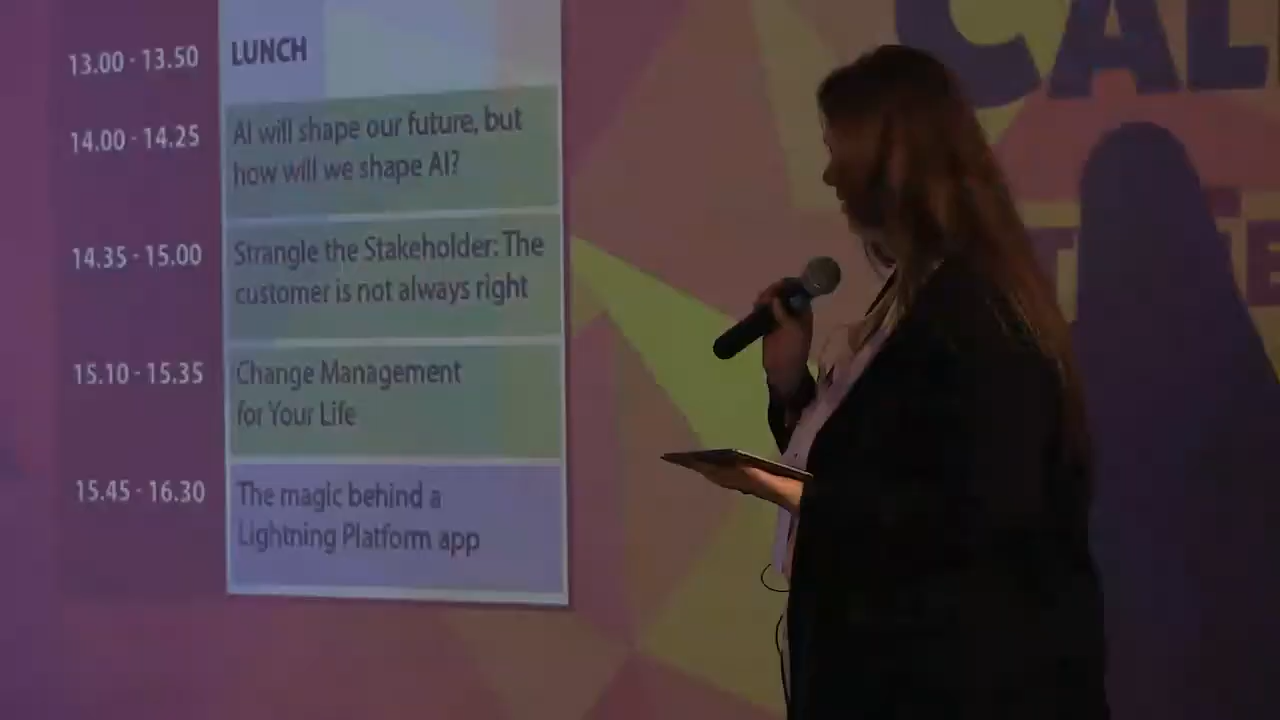 13.00 - 13.50
LUNCH
14.00 - 14.25
AI will shape our future, but
how will we shape AI?
14.35 - 15.00
Strangle the Stakeholder: The
customer is not always right
15.10 - 15.35
Change Management
for Your Life
15.45 - 16.30
The magic behind a
Lightning Platform app